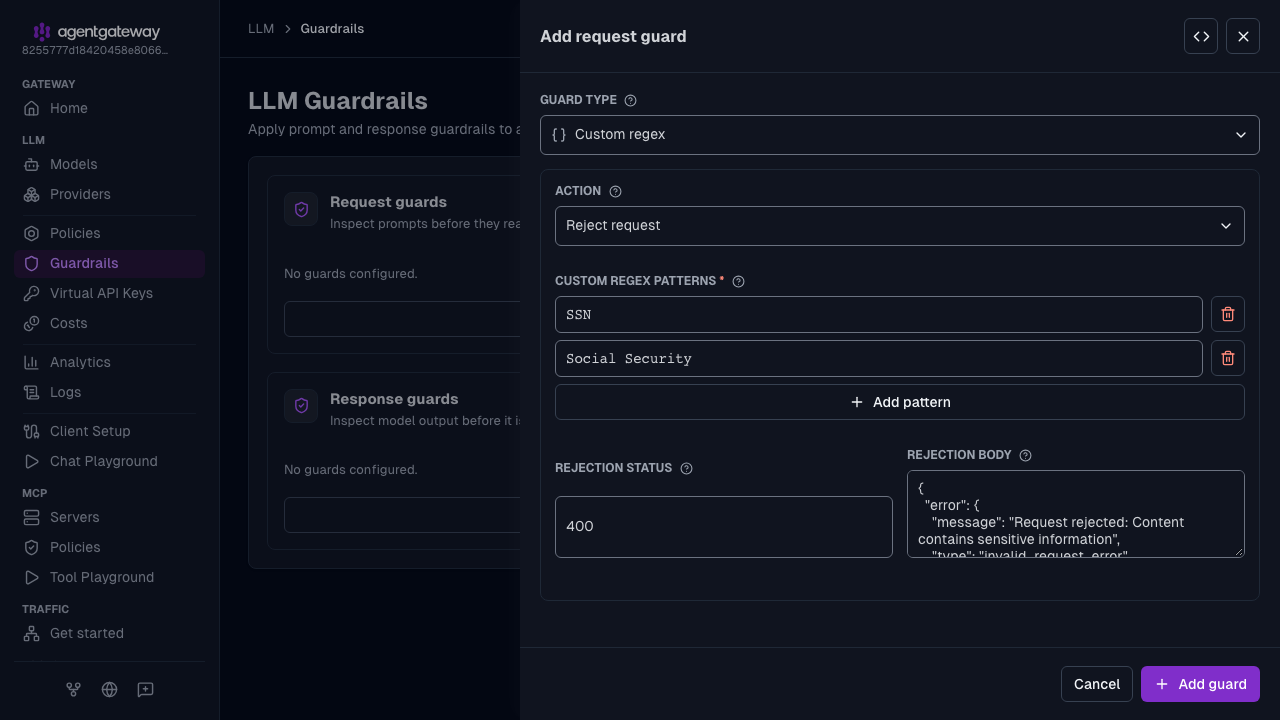 agentgateway
8255777d18420458e8066...
GATEWAY
Home
LLM
Models
Providers
Policies
Guardrails
Virtual API Keys
Costs
Analytics
Logs
Client Setup
Chat Playground
MCP
Servers
Policies
Tool Playground
TRAFFIC
Get started
LLM > Guardrails
LLM Guardrails
Apply prompt and response guardrails to
Request guards
Inspect prompts before they
No guards configured.
Response guards
Inspect model output before it
No guards configured.
Add request guard
GUARD TYPE
{ } Custom regex
ACTION
Reject request
CUSTOM REGEX PATTERNS *
SSN
Social Security
+ Add pattern
REJECTION STATUS
400
REJECTION BODY
{
"error": {
"message": "Request rejected: Content
contains sensitive information",
"type": "invalid_request_error"
Cancel
+ Add guard